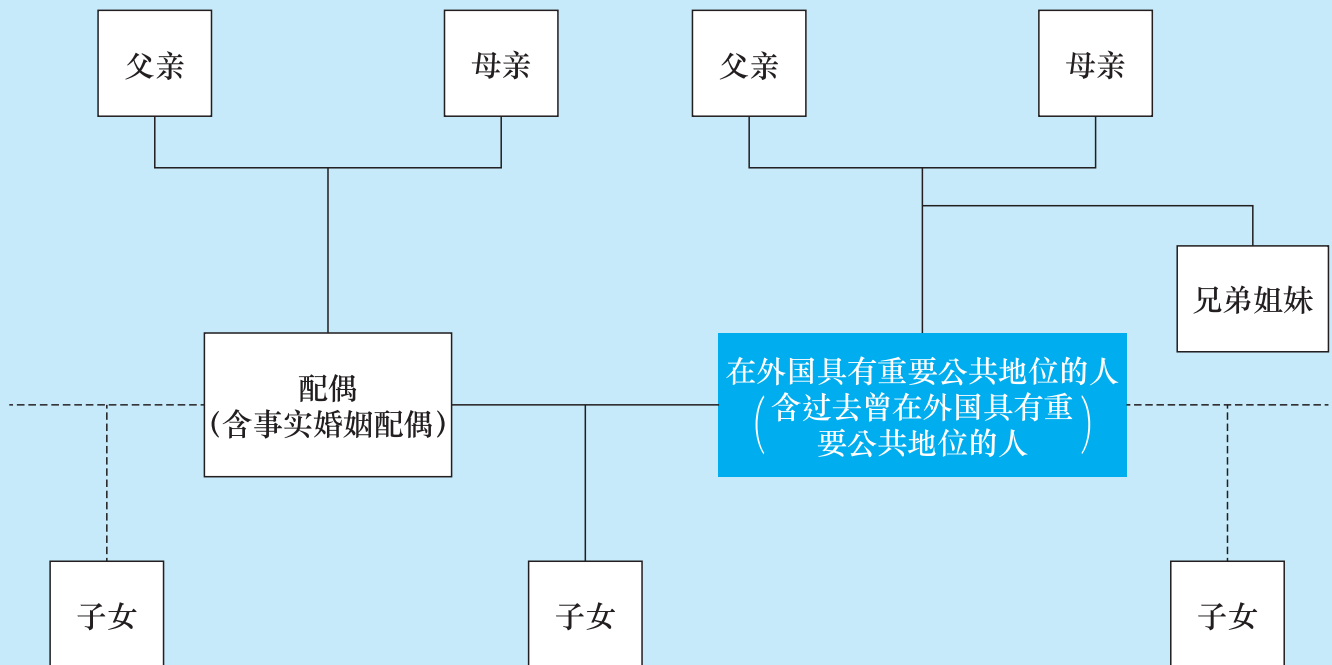 父亲
母亲
父亲
母亲
兄弟姐妹
配偶
(含事实婚姻配偶)
在外国具有重要公共地位的人
(含过去曾在外国具有重
要公共地位的人)
子女
子女
子女